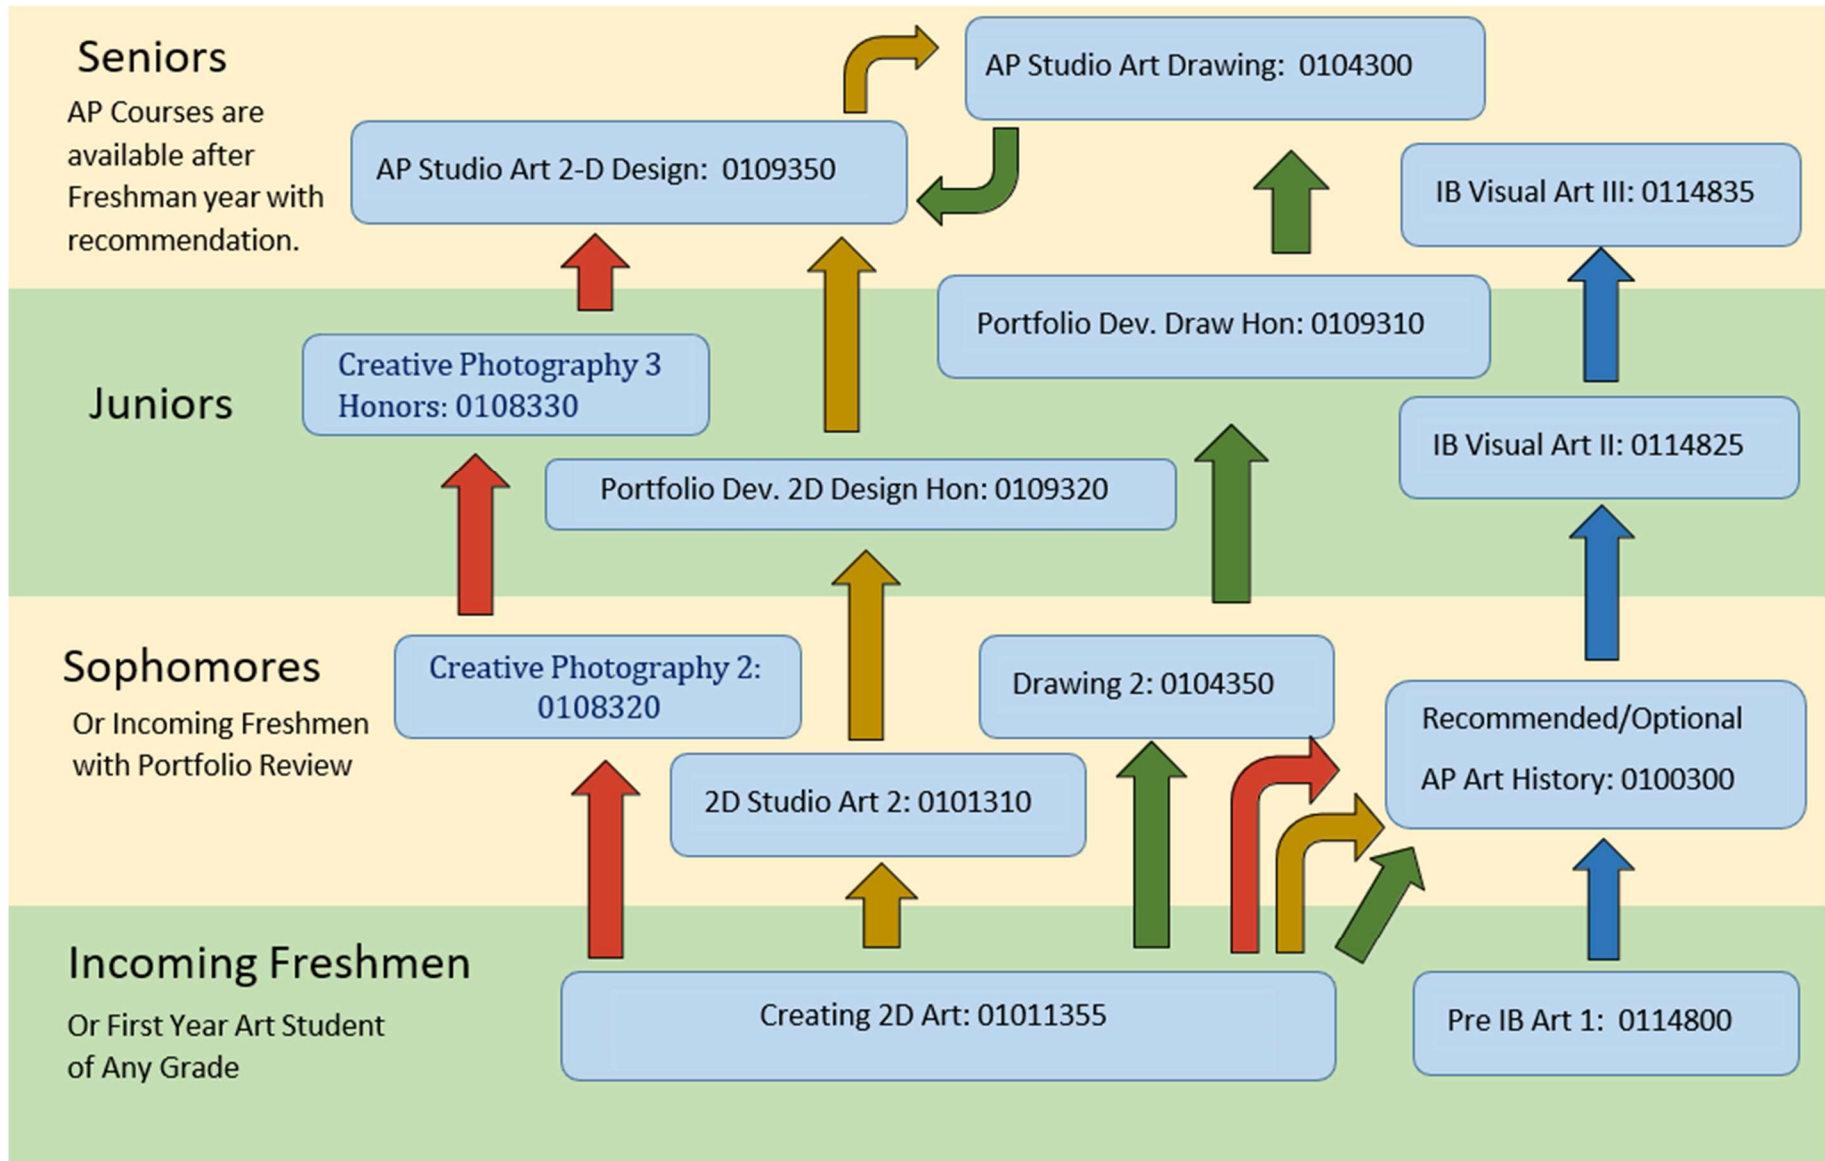 Seniors
AP Courses are
available after
Freshman year with
recommendation.
AP Studio Art Drawing:  0104300
AP Studio Art 2-D Design:  0109350
IB Visual Art III: 0114835
Juniors
Portfolio Dev. Draw Hon: 0109310
Creative Photography 3
Honors: 0108330
IB Visual Art II: 0114825
Portfolio Dev. 2D Design Hon: 0109320
Sophomores
Or Incoming Freshmen
with Portfolio Review
Creative Photography 2:
0108320
Drawing 2: 0104350
Recommended/Optional
AP Art History: 0100300
2D Studio Art 2: 0101310
Incoming Freshmen
Or First Year Art Student
of Any Grade
Creating 2D Art: 01011355
Pre IB Art 1:  0114800